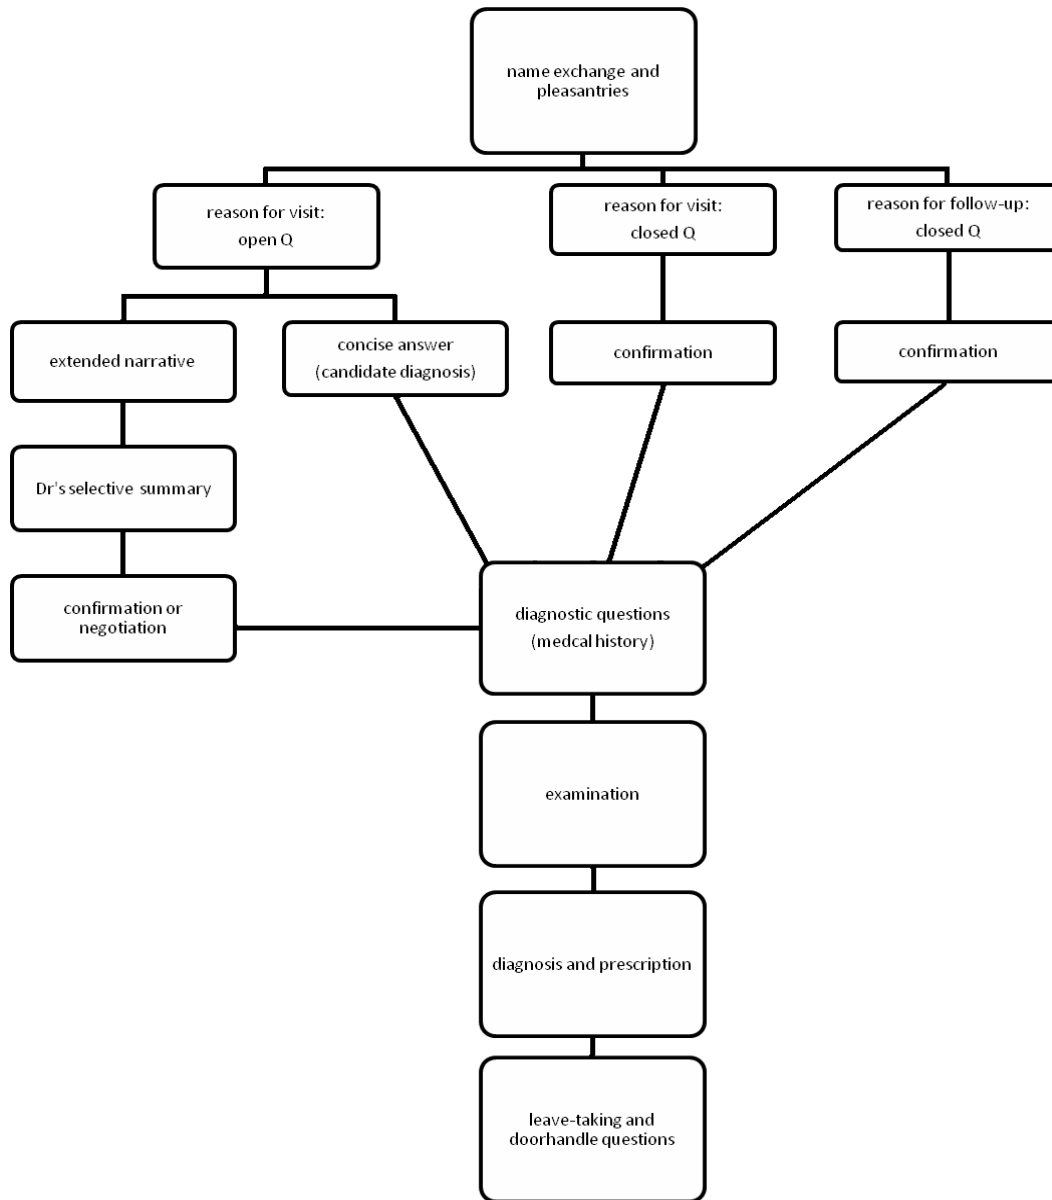 name exchange and
pleasantries
reason for visit:
open Q
reason for visit:
closed Q
reason for follow-up:
closed Q
extended narrative
concise answer
(candidate diagnosis)
confirmation
confirmation
Dr's selective summary
confirmation or
negotiation
diagnostic questions
(medcal history)
examination
diagnosis and prescription
leave-taking and
doorhandle questions